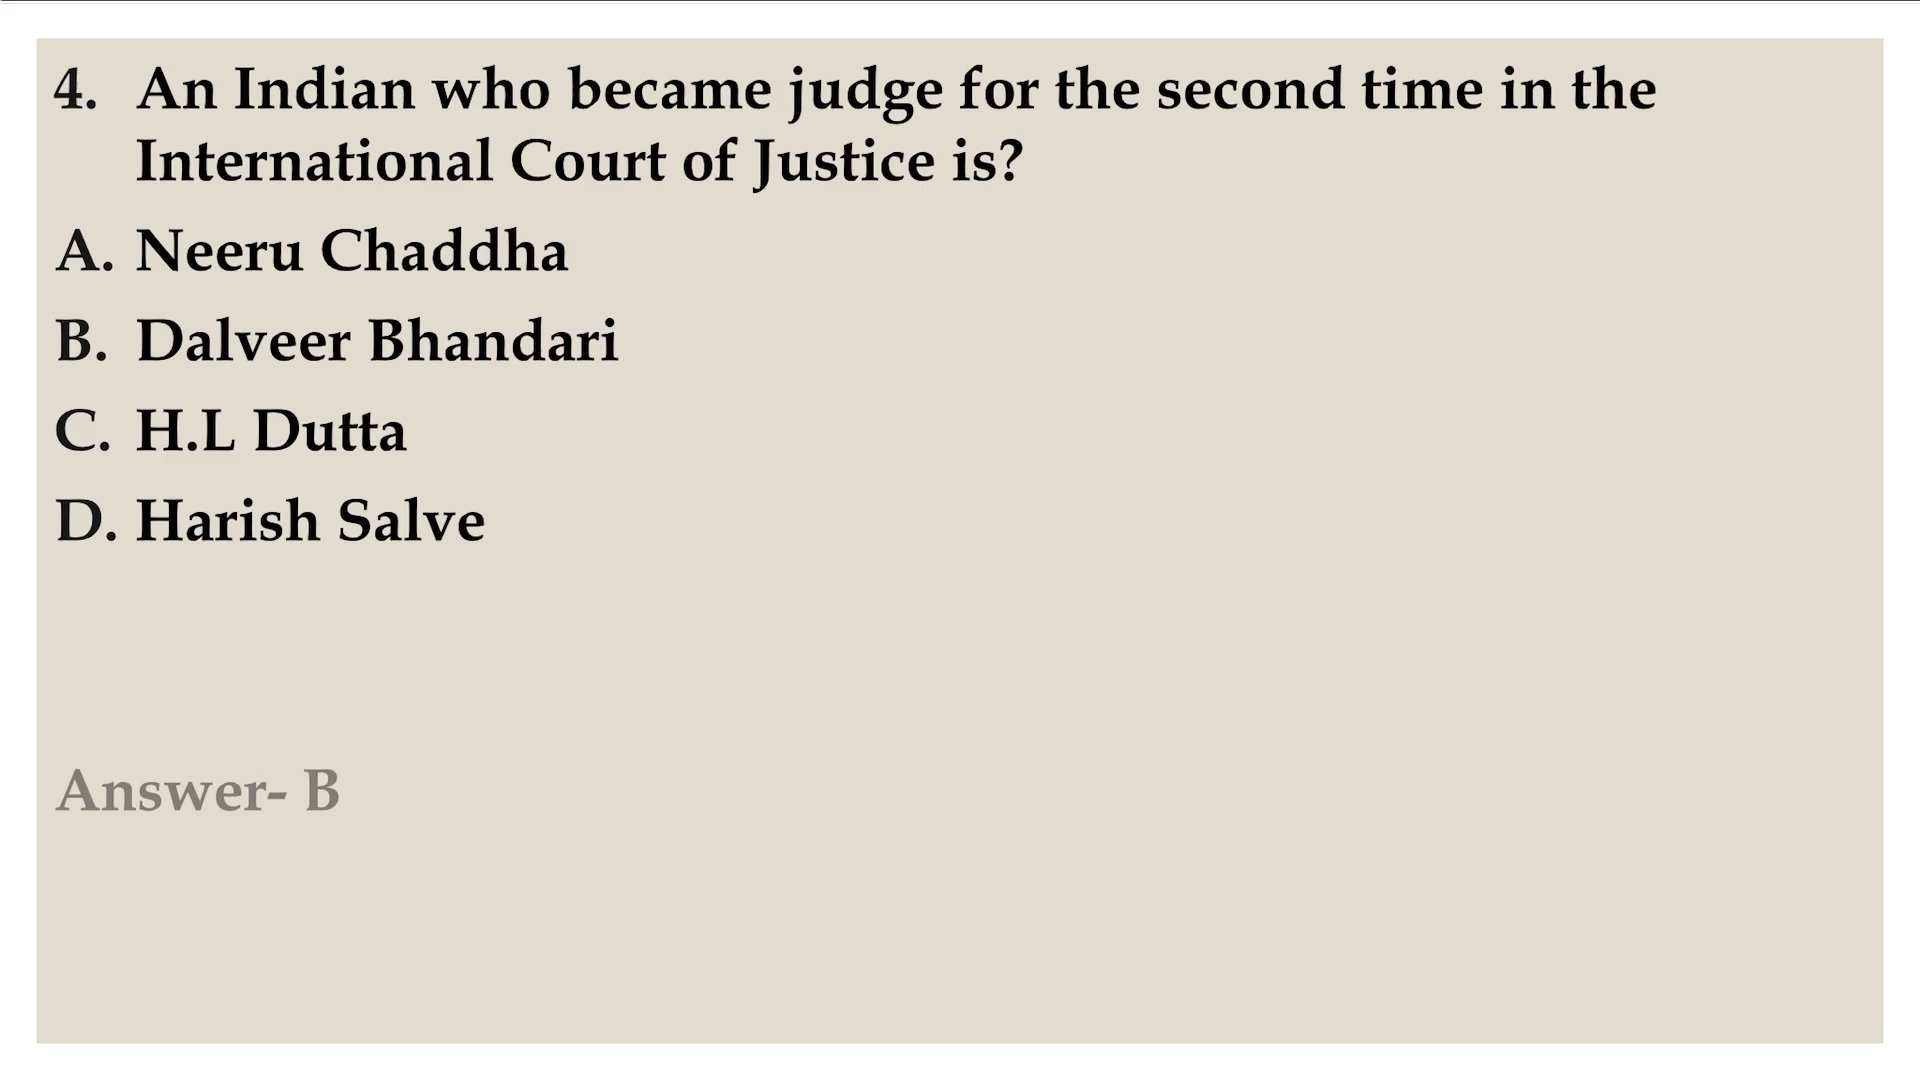 4. An Indian who became judge for the second time in the
International Court of Justice is?
A. Neeru Chaddha
B. Dalveer Bhandari
C. H.L Dutta
D. Harish Salve
Answer- B